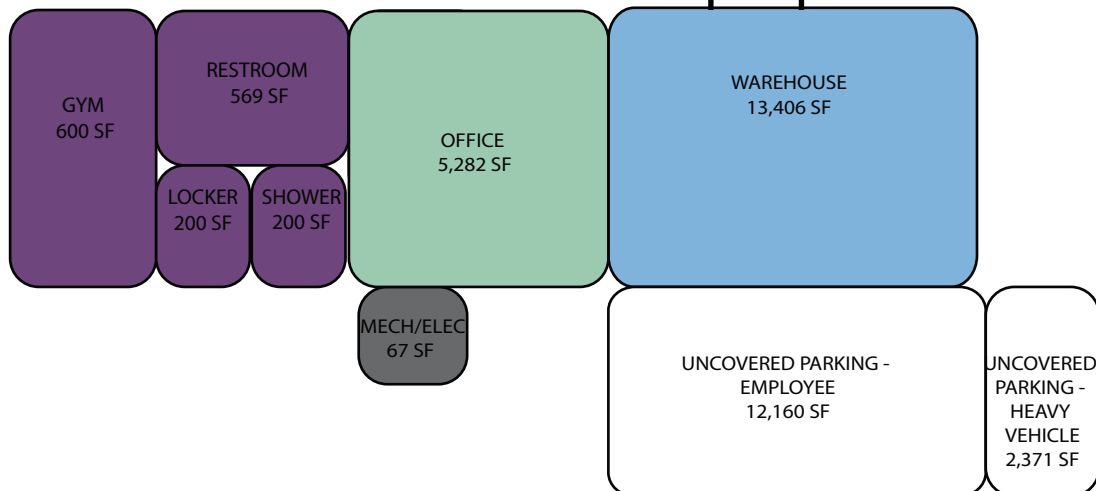 GYM
600 SF
RESTROOM
569 SF
LOCKER
200 SF
SHOWER
200 SF
OFFICE
5,282 SF
WAREHOUSE
13,406 SF
MECH/ELEC
67 SF
UNCOVERED PARKING -
EMPLOYEE
12,160 SF
UNCOVERED
PARKING -
HEAVY
VEHICLE
2,371 SF